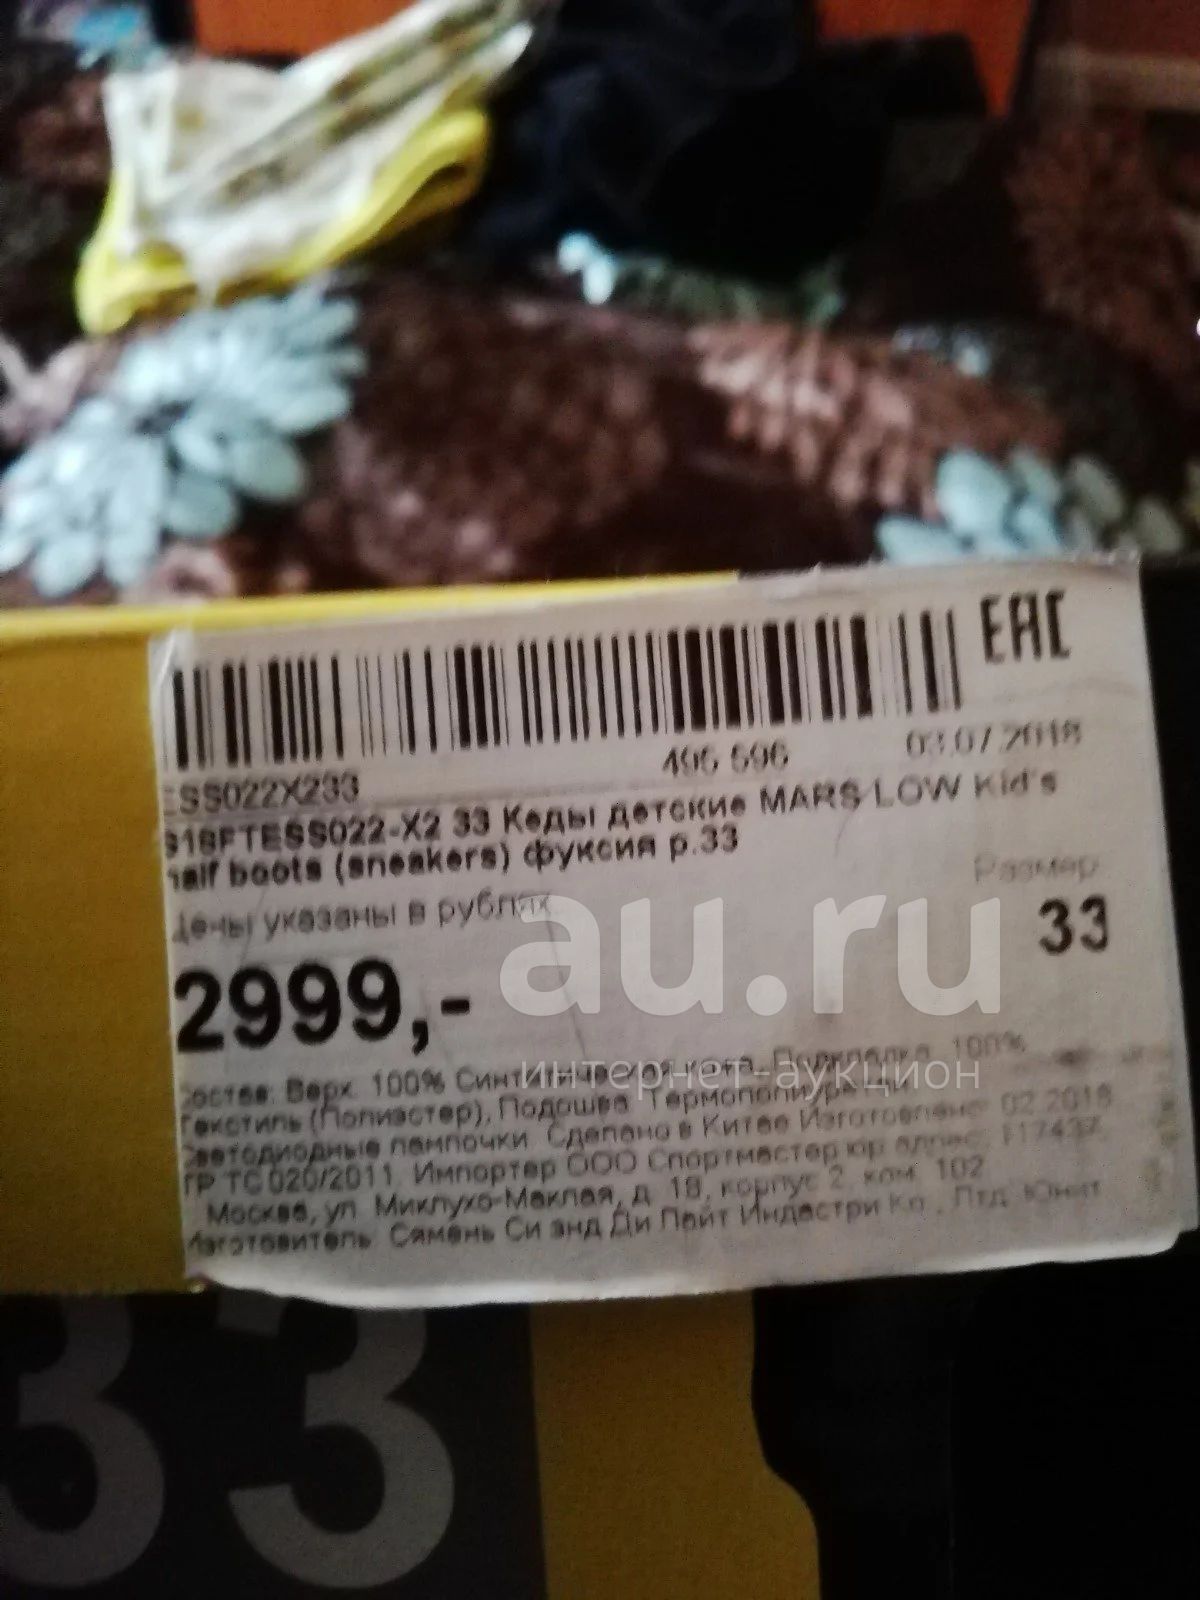 EAC
ESS022X233
496 596
03.07.2018
S18FTESS022-X2 33 Кеды детские MARS LOW Kid's
half boots (sneakers) фуксия р.33
Цены указаны в рублях
Размер:
33
2999,-
au.ru
интернет-аукцион
Состав: Верх: 100% Синтетическая кожа, Подкладка: 100%
Текстиль (Полиэстер), Подошва: Термополиуретан
Светодиодные лампочки. Сделано в Китае Изготовлено: 02.2018
ТР ТС 020/2011. Импортер ООО Спортмастер юр.адрес: 117437,
Москва, ул. Миклухо-Маклая, д. 18, корпус 2, ком. 102
Изготовитель: Сямэнь Си энд Ди Лайт Индастри Ко., Лтд. Юнит
33